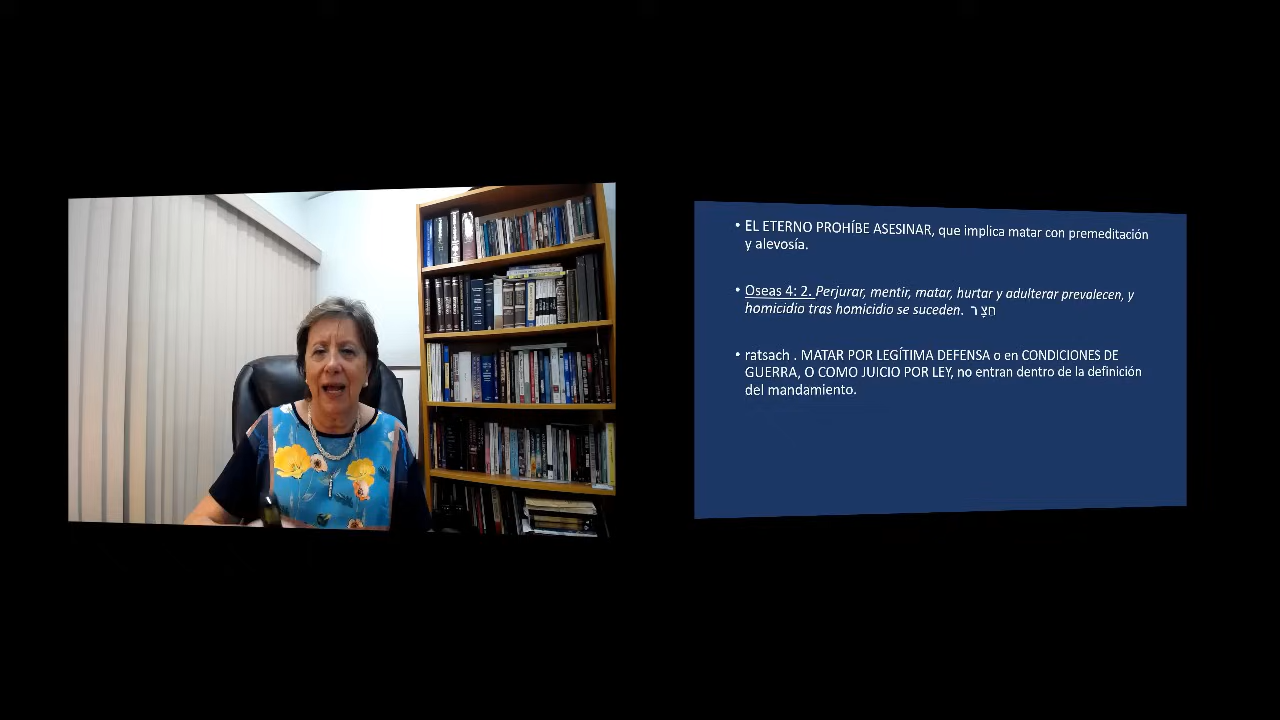 • EL ETERNO PROHÍBE ASESINAR, que implica matar con premeditación
y alevosía.
• Oseas 4: 2. Perjurar, mentir, matar, hurtar y adulterar prevalecen, y
homicidio tras homicidio se suceden. חצָ ר
• ratsach . MATAR POR LEGÍTIMA DEFENSA o en CONDICIONES DE
GUERRA, O COMO JUICIO POR LEY, no entran dentro de la definición
del mandamiento.